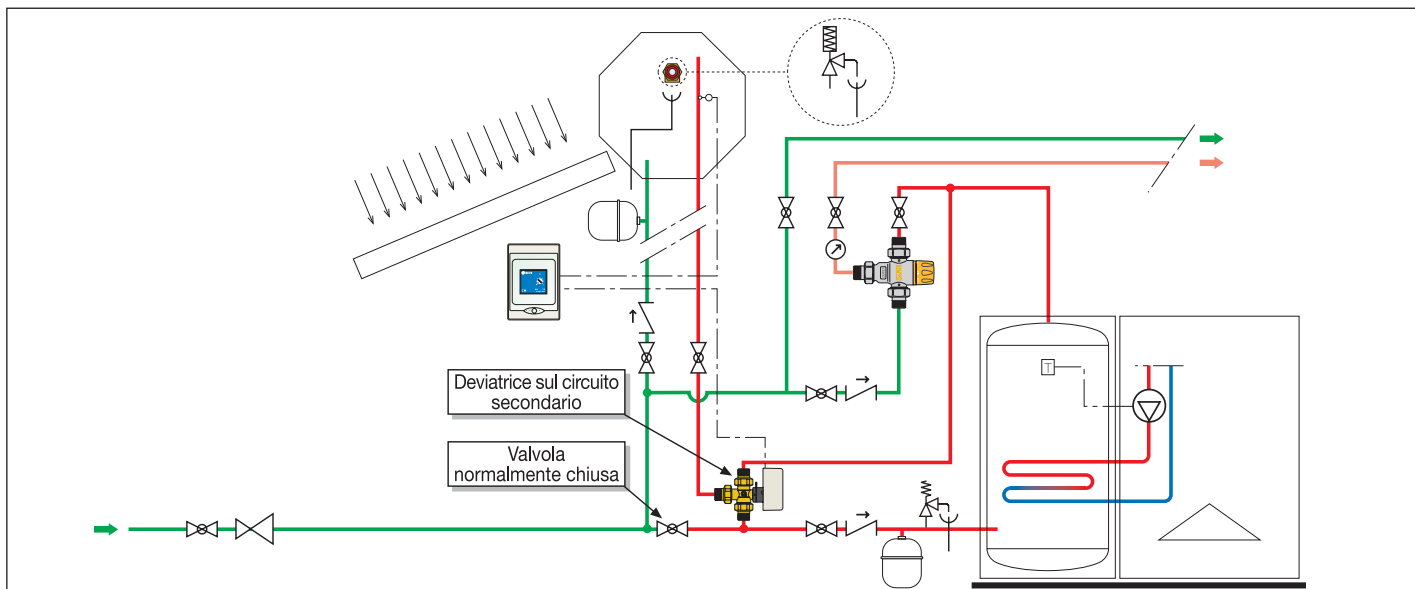 Deviatrice sul circuito
secondario
Valvola
normalmente chiusa
T